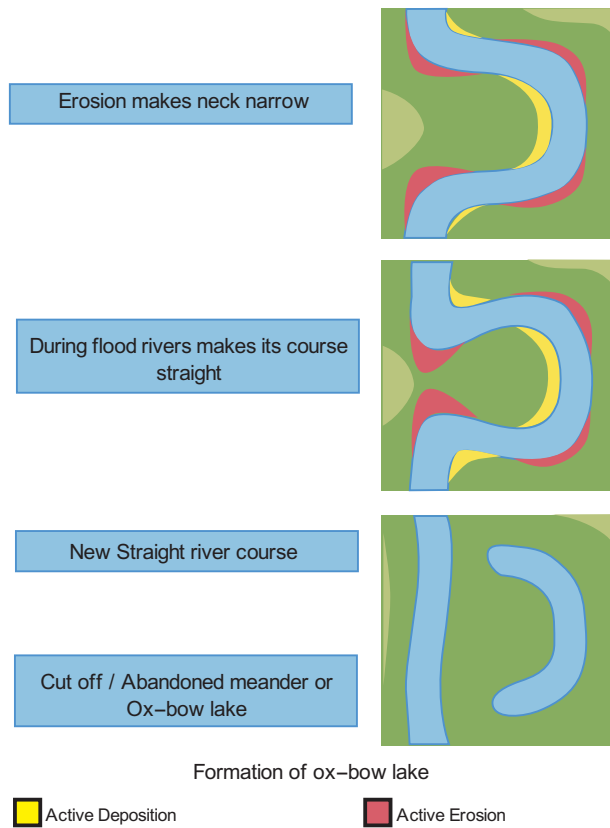 Erosion makes neck narrow
During flood rivers makes its course
straight
New Straight river course
Cut off / Abandoned meander or
Ox-bow lake
Formation of ox-bow lake
Active Deposition
Active Erosion